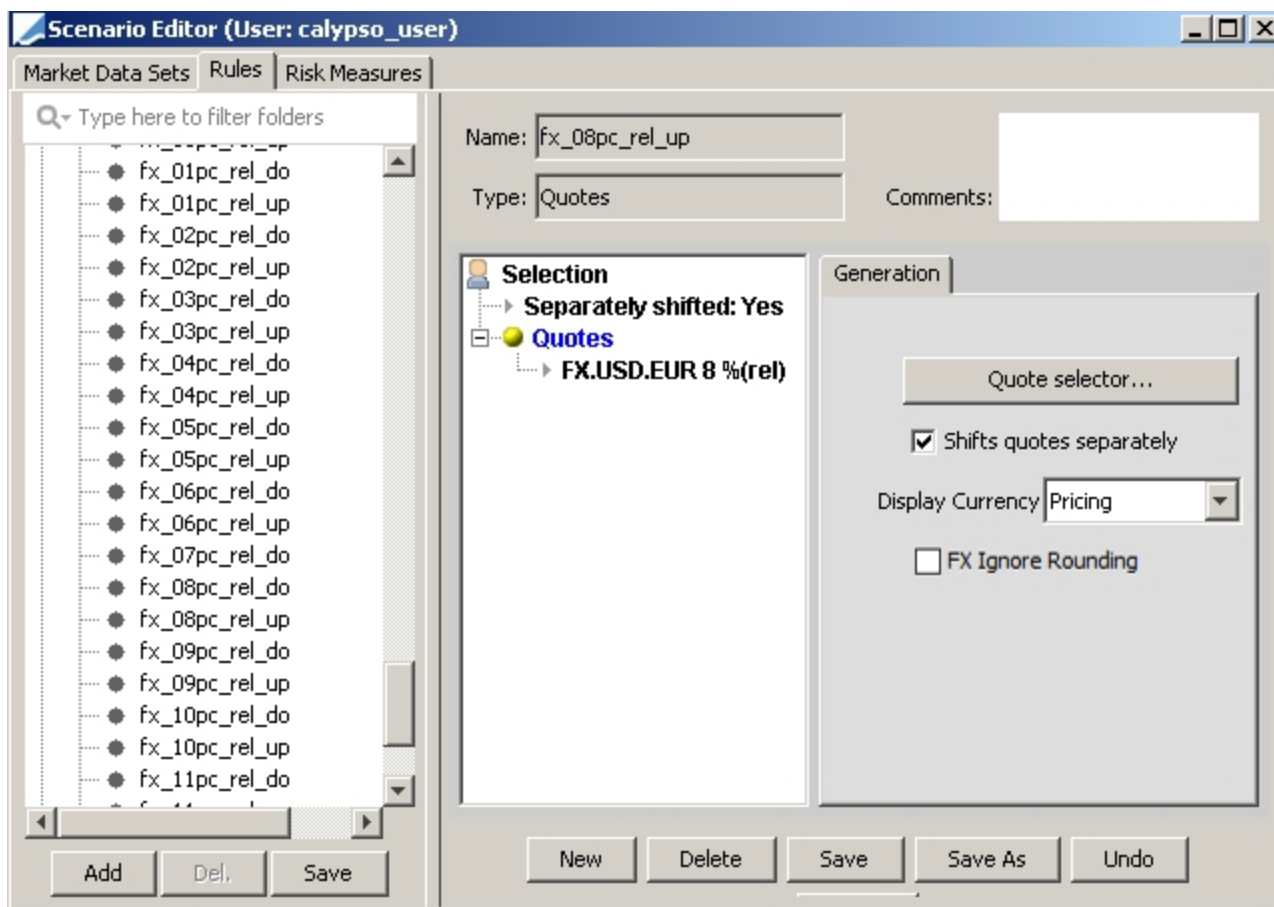 Scenario Editor (User: calypso_user)
Market Data Sets
Rules
Risk Measures
Type here to filter folders
fx_01pc_rel_do
fx_01pc_rel_up
fx_02pc_rel_do
fx_02pc_rel_up
fx_03pc_rel_do
fx_03pc_rel_up
fx_04pc_rel_do
fx_04pc_rel_up
fx_05pc_rel_do
fx_05pc_rel_up
fx_06pc_rel_do
fx_06pc_rel_up
fx_07pc_rel_do
fx_08pc_rel_do
fx_08pc_rel_up
fx_09pc_rel_do
fx_09pc_rel_up
fx_10pc_rel_do
fx_10pc_rel_up
fx_11pc_rel_do
Add
Del.
Save
Name: fx_08pc_rel_up
Type: Quotes
Comments:
Selection
Separately shifted: Yes
Quotes
FX.USD.EUR 8 %(rel)
Generation
Quote selector...
Shifts quotes separately
Display Currency Pricing
FX Ignore Rounding
New
Delete
Save
Save As
Undo